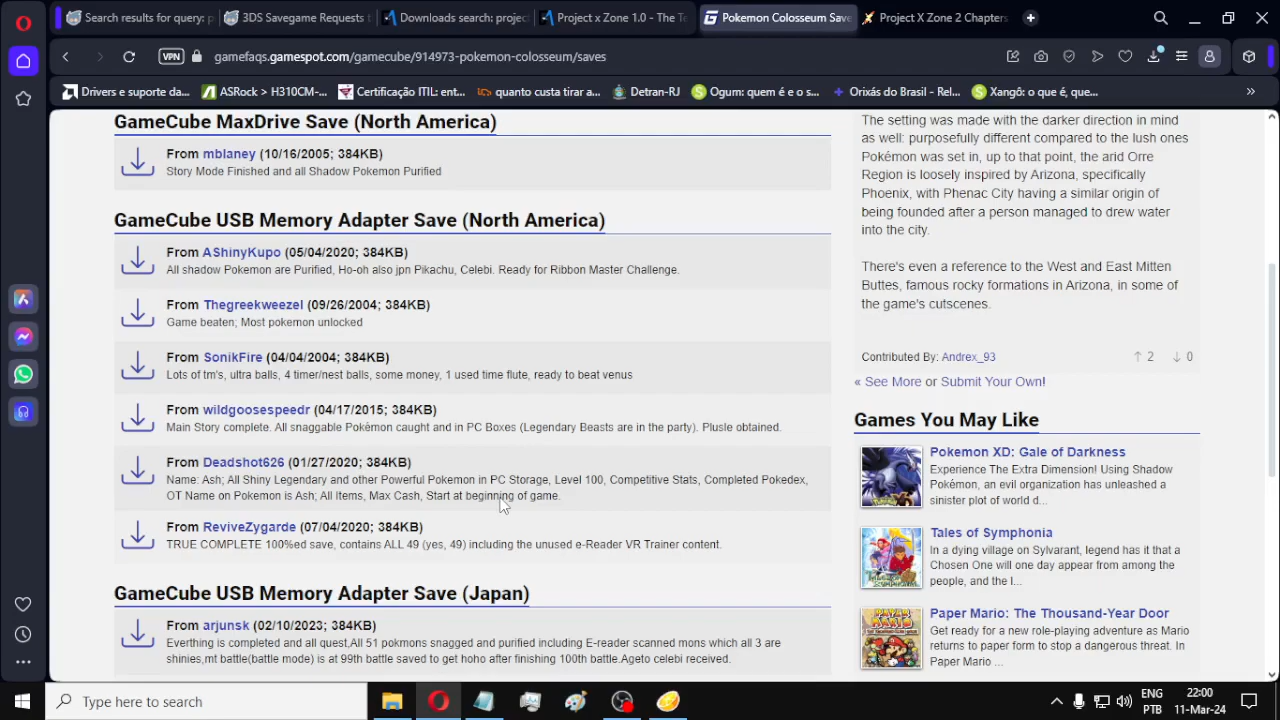 Search results for query: p
3DS Savegame Requests t
Downloads search: projec
Project x Zone 1.0 - The Te
Pokemon Colosseum Save
Project X Zone 2 Chapters
VPN
gamefaqs.gamespot.com/gamecube/914973-pokemon-colosseum/saves
Drivers e suporte da...
ASRock > H310CM-...
Certificação ITIL: ent...
quanto custa tirar a...
Detran-RJ
Ogum: quem é e o s...
Orixás do Brasil - Rel...
Xangô: o que é, que...
GameCube MaxDrive Save (North America)
From mblaney (10/16/2005; 384KB)
Story Mode Finished and all Shadow Pokemon Purified
GameCube USB Memory Adapter Save (North America)
From AShinyKupo (05/04/2020; 384KB)
All shadow Pokemon are Purified, Ho-oh also jpn Pikachu, Celebi. Ready for Ribbon Master Challenge.
From Thegreekweezel (09/26/2004; 384KB)
Game beaten; Most pokemon unlocked
From SonikFire (04/04/2004; 384KB)
Lots of tm's, ultra balls, 4 timer/nest balls, some money, 1 used time flute, ready to beat venus
From wildgoosespeedr (04/17/2015; 384KB)
Main Story complete. All snaggable Pokémon caught and in PC Boxes (Legendary Beasts are in the party). Plusle obtained.
From Deadshot626 (01/27/2020; 384KB)
Name: Ash; All Shiny Legendary and other Powerful Pokemon in PC Storage, Level 100, Competitive Stats, Completed Pokedex,
OT Name on Pokemon is Ash; All Items, Max Cash, Start at beginning of game.
From ReviveZygarde (07/04/2020; 384KB)
TRUE COMPLETE 100%ed save, contains ALL 49 (yes, 49) including the unused e-Reader VR Trainer content.
GameCube USB Memory Adapter Save (Japan)
From arjunsk (02/10/2023; 384KB)
Everything is completed and all quest,All 51 pokmons snagged and purified including E-reader scanned mons which all 3 are
shinies,mt battle(battle mode) is at 99th battle saved to get hoho after finishing 100th battle.Ageto celebi received.
The setting was made with the darker direction in mind
as well: purposefully different compared to the lush ones
Pokémon was set in, up to that point, the arid Orre
Region is loosely inspired by Arizona, specifically
Phoenix, with Phenac City having a similar origin of
being founded after a person managed to drew water
into the city.
There's even a reference to the West and East Mitten
Buttes, famous rocky formations in Arizona, in some of
the game's cutscenes.
Contributed By: Andrex_93
2
0
« See More or Submit Your Own!
Games You May Like
Pokemon XD: Gale of Darkness
Experience The Extra Dimension! Using Shadow
Pokémon, an evil organization has unleashed a
sinister plot of world d...
Tales of Symphonia
In a dying village on Sylvarant, legend has it that a
Chosen One will one day appear from among the
people, and the l...
Paper Mario: The Thousand-Year Door
Get ready for a new role-playing adventure as Mario
returns to paper form to stop a dangerous threat. In
Paper Mario ...
Type here to search
ENG
PTB
22:00
11-Mar-24